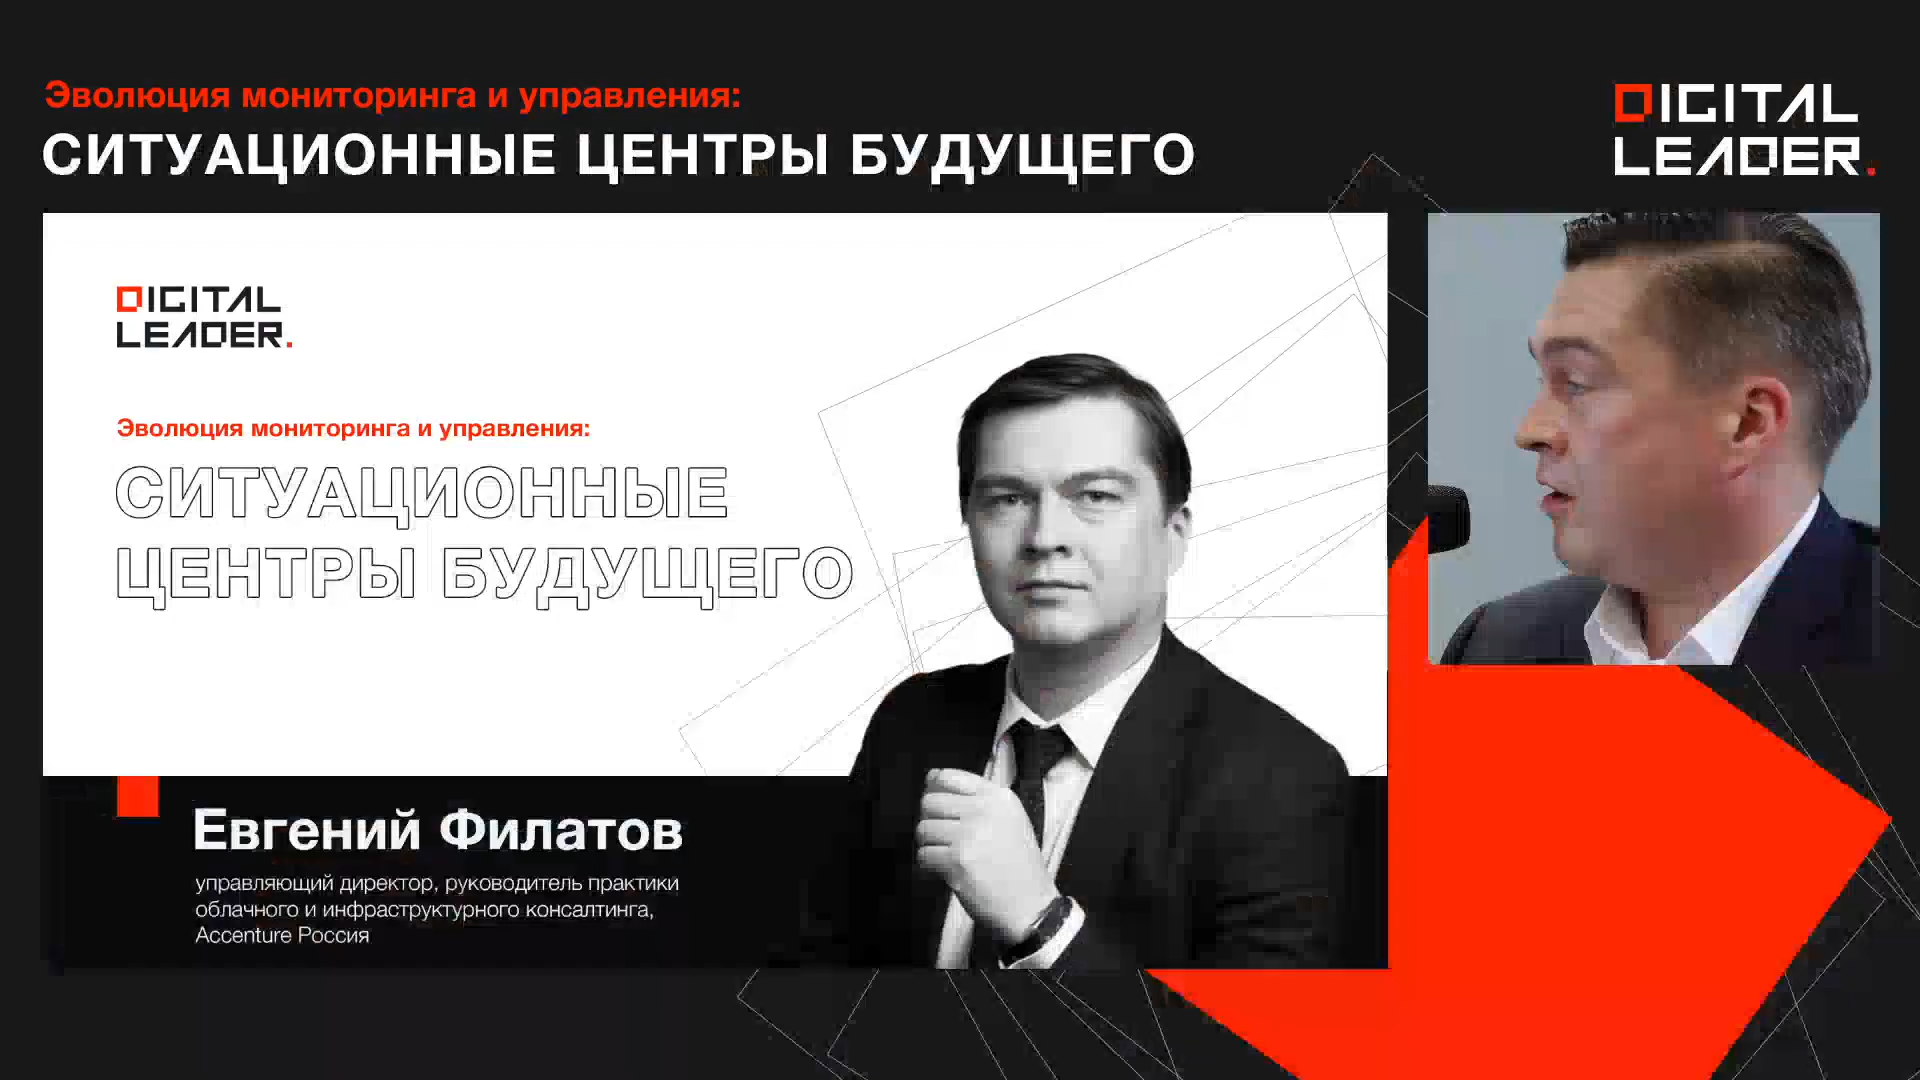 Эволюция мониторинга и управления:
СИТУАЦИОННЫЕ ЦЕНТРЫ БУДУЩЕГО
DIGITAL
LEADER.
DIGITAL
LEADER.
Эволюция мониторинга и управления:
СИТУАЦИОННЫЕ
ЦЕНТРЫ БУДУЩЕГО
Евгений Филатов
управляющий директор, руководитель практики
облачного и инфраструктурного консалтинга,
Accenture Россия